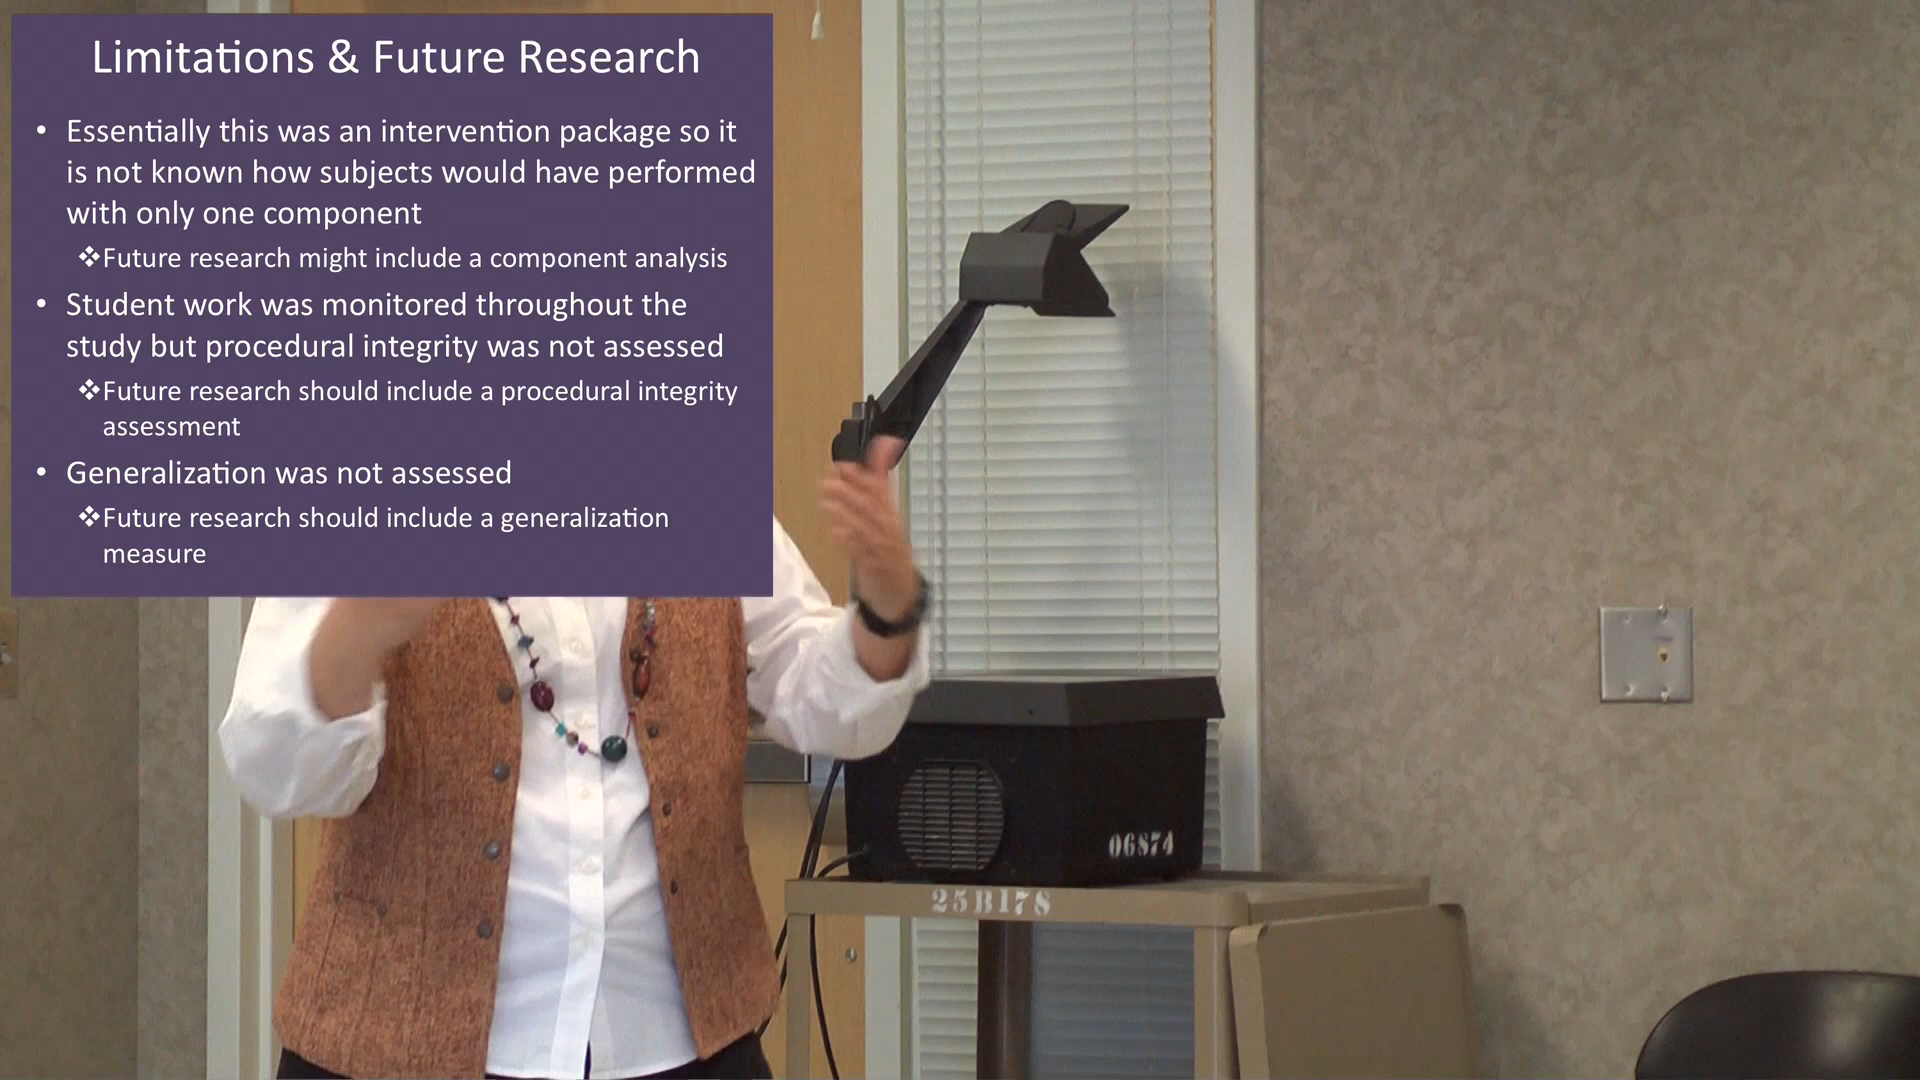 Limitations & Future Research
• Essentially this was an intervention package so it
is not known how subjects would have performed
with only one component
❖Future research might include a component analysis
• Student work was monitored throughout the
study but procedural integrity was not assessed
❖Future research should include a procedural integrity
assessment
• Generalization was not assessed
❖Future research should include a generalization
measure
06874
25B178